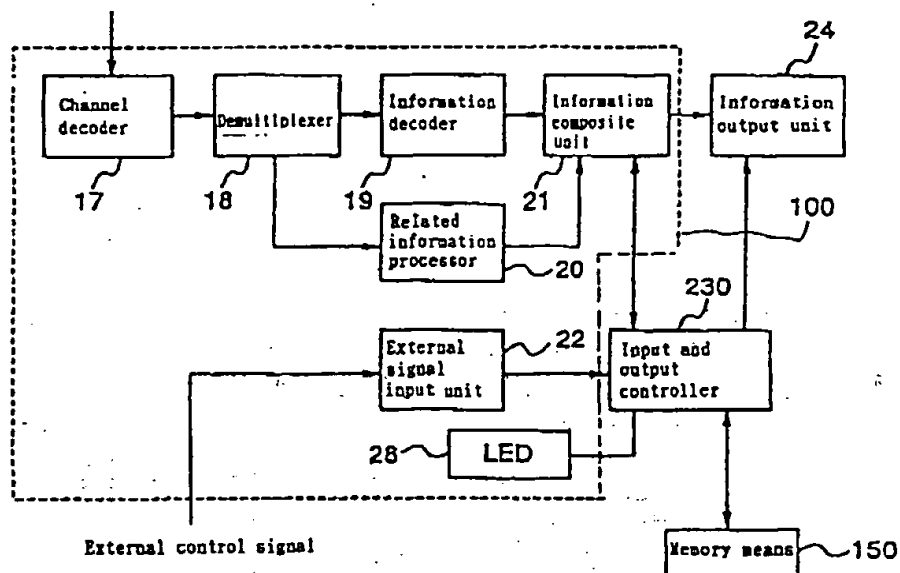 24
Channel
decoder
Demultiplexer
Information
decoder
Information
composite
unit
Information
output unit
17
18
19
21
100
Related
information
processor
20
230
External
signal
input unit
22
Input and
output
controller
28
LED
External control signal
Memory means
150